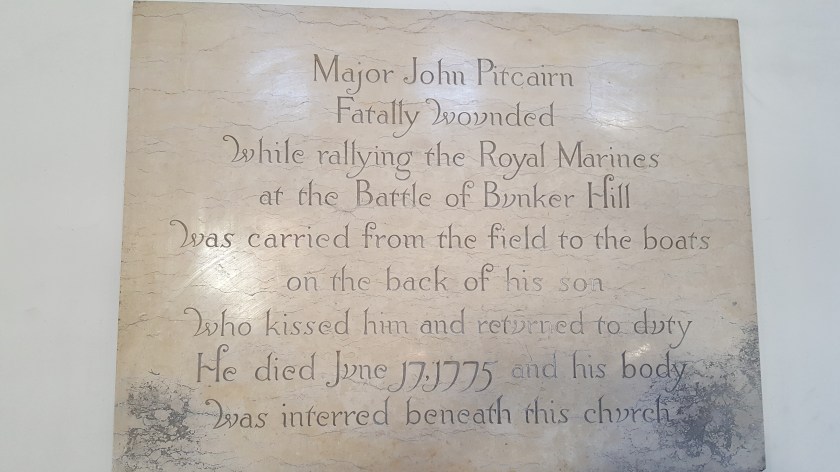 Major John Pitcairn
Fatally Wounded
While rallying the Royal Marines
at the Battle of Bunker Hill
Was carried from the field to the boats
on the back of his son
Who kissed him and returned to duty
He died June 17, 1775 and his body
Was interred beneath this church